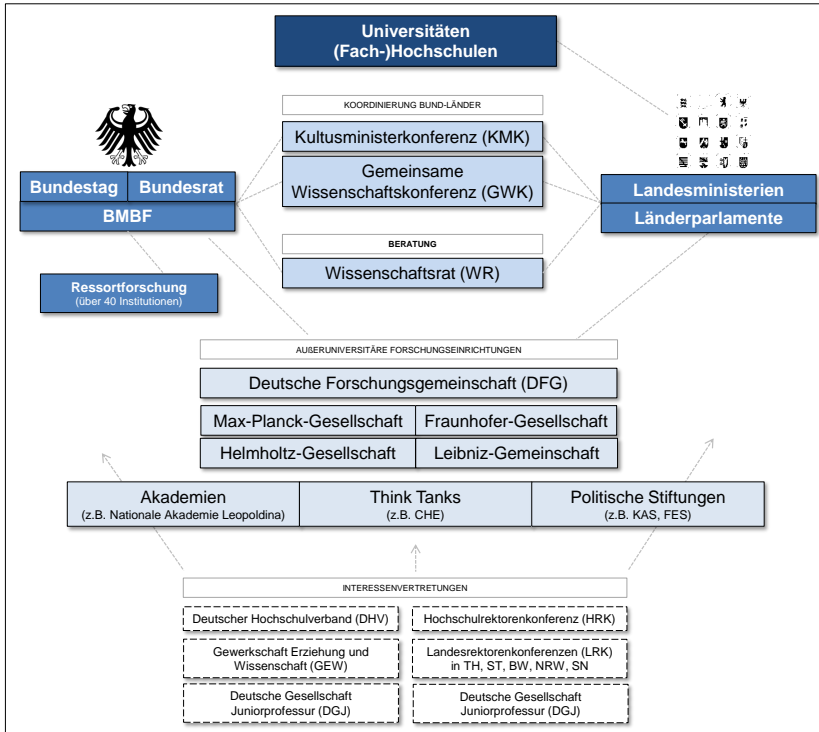 Universitäten
(Fach-)Hochschulen
KOORDINIERUNG BUND-LÄNDER
Kultusministerkonferenz (KMK)
Gemeinsame
Wissenschaftskonferenz (GWK)
Bundestag
Bundesrat
BMBF
Landesministerien
Länderparlamente
BERATUNG
Wissenschaftsrat (WR)
Ressortforschung
(über 40 Institutionen)
AUßERUNIVERSITÄRE FORSCHUNGSEINRICHTUNGEN
Deutsche Forschungsgemeinschaft (DFG)
Max-Planck-Gesellschaft
Fraunhofer-Gesellschaft
Helmholtz-Gesellschaft
Leibniz-Gemeinschaft
Akademien
(z.B. Nationale Akademie Leopoldina)
Think Tanks
(z.B. CHE)
Politische Stiftungen
(z.B. KAS, FES)
INTERESSENVERTRETUNGEN
Deutscher Hochschulverband (DHV)
Hochschulrektorenkonferenz (HRK)
Gewerkschaft Erziehung und
Wissenschaft (GEW)
Landesrektorenkonferenzen (LRK)
in TH, ST, BW, NRW, SN
Deutsche Gesellschaft
Juniorprofessur (DGJ)
Deutsche Gesellschaft
Juniorprofessur (DGJ)